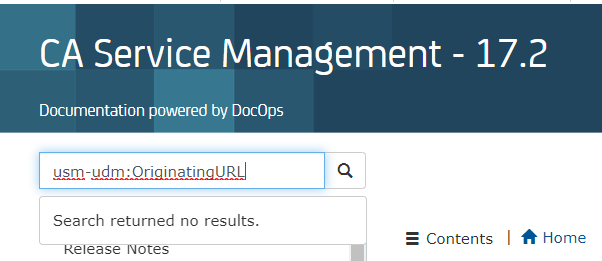 CA Service Management - 17.2
Documentation powered by DocOps
usm-udm:OriginatingURL
Search returned no results.
Release Notes
Contents | Home